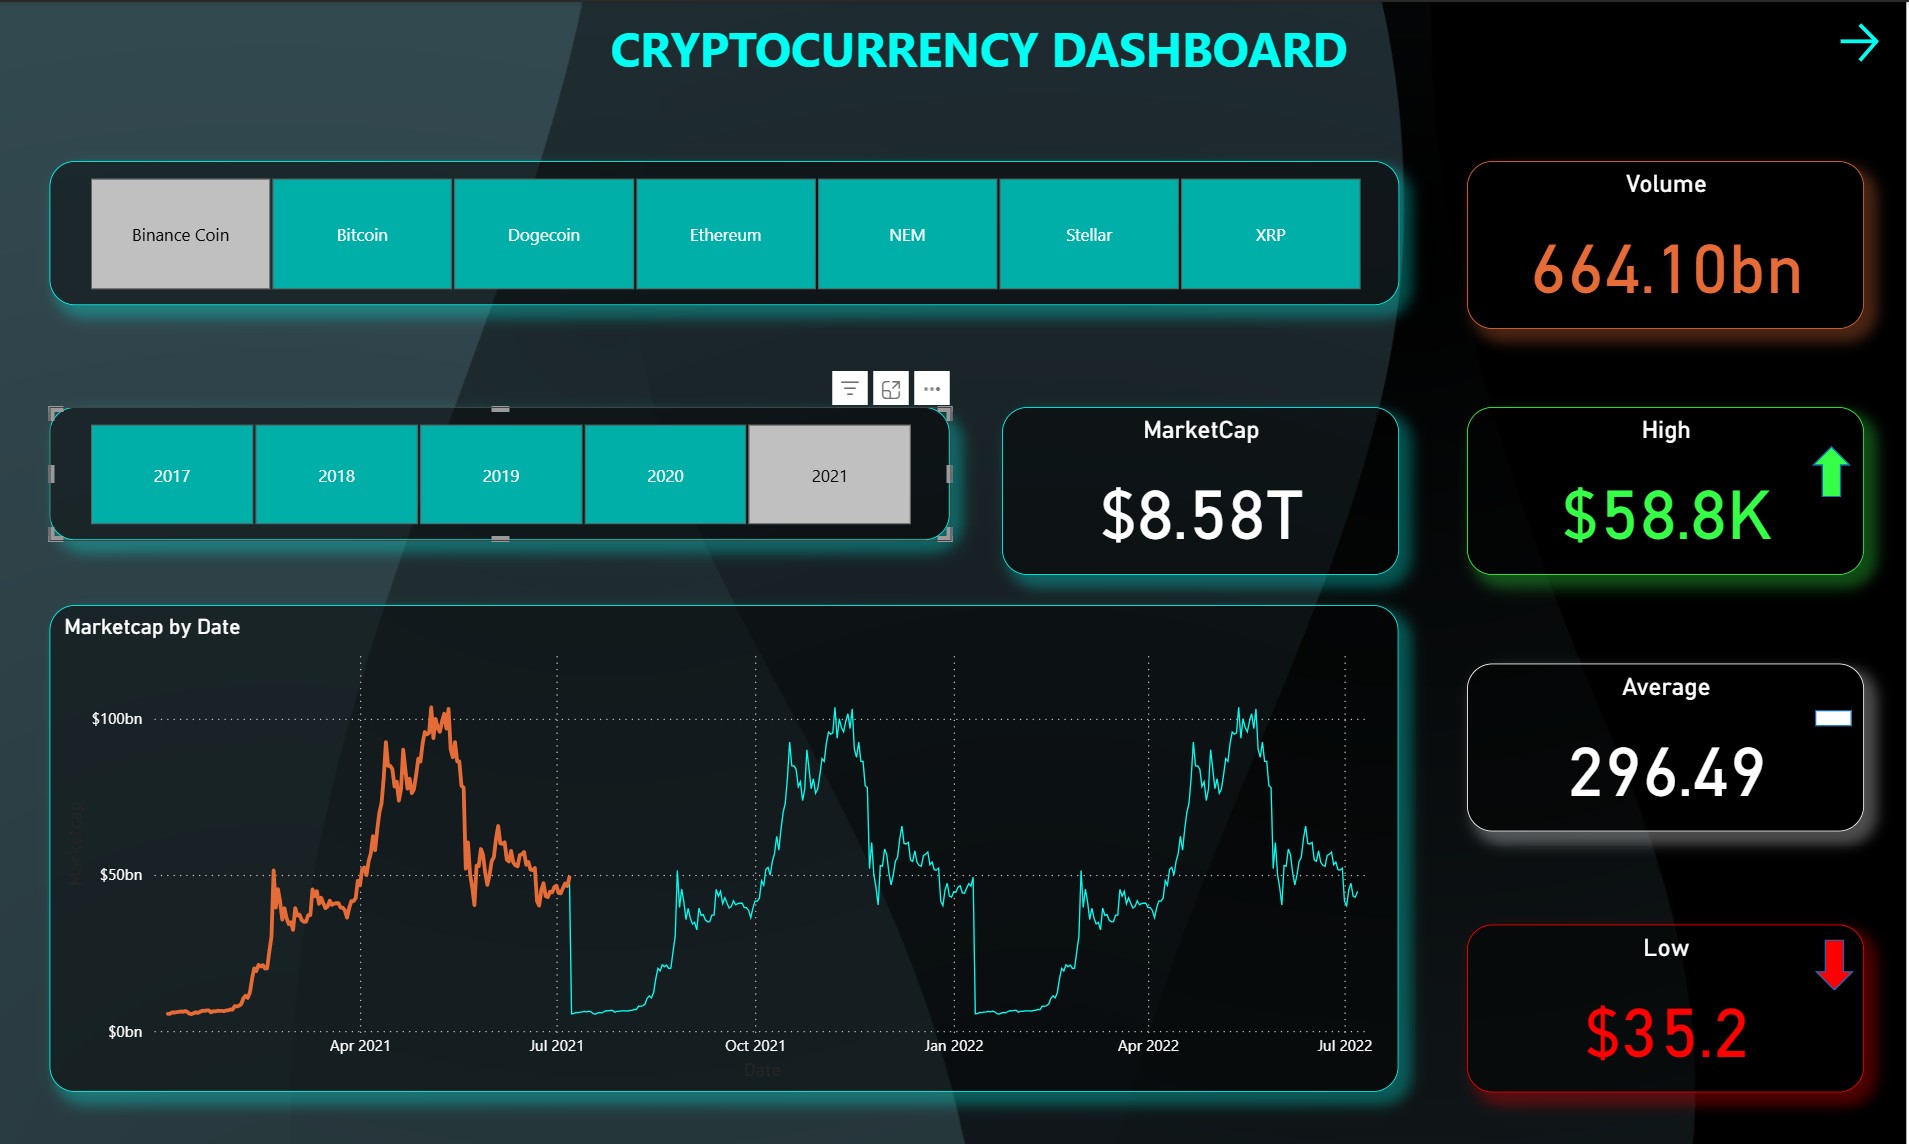 CRYPTOCURRENCY DASHBOARD
Binance Coin
Bitcoin
Dogecoin
Ethereum
NEM
Stellar
XRP
Volume
664.10bn
2017
2018
2019
2020
2021
MarketCap
$8.58T
High
$58.8K
Marketcap by Date
$100bn
$50bn
$0bn
Marketcap
Apr 2021
Jul 2021
Oct 2021
Jan 2022
Apr 2022
Jul 2022
Date
Average
296.49
Low
$35.2